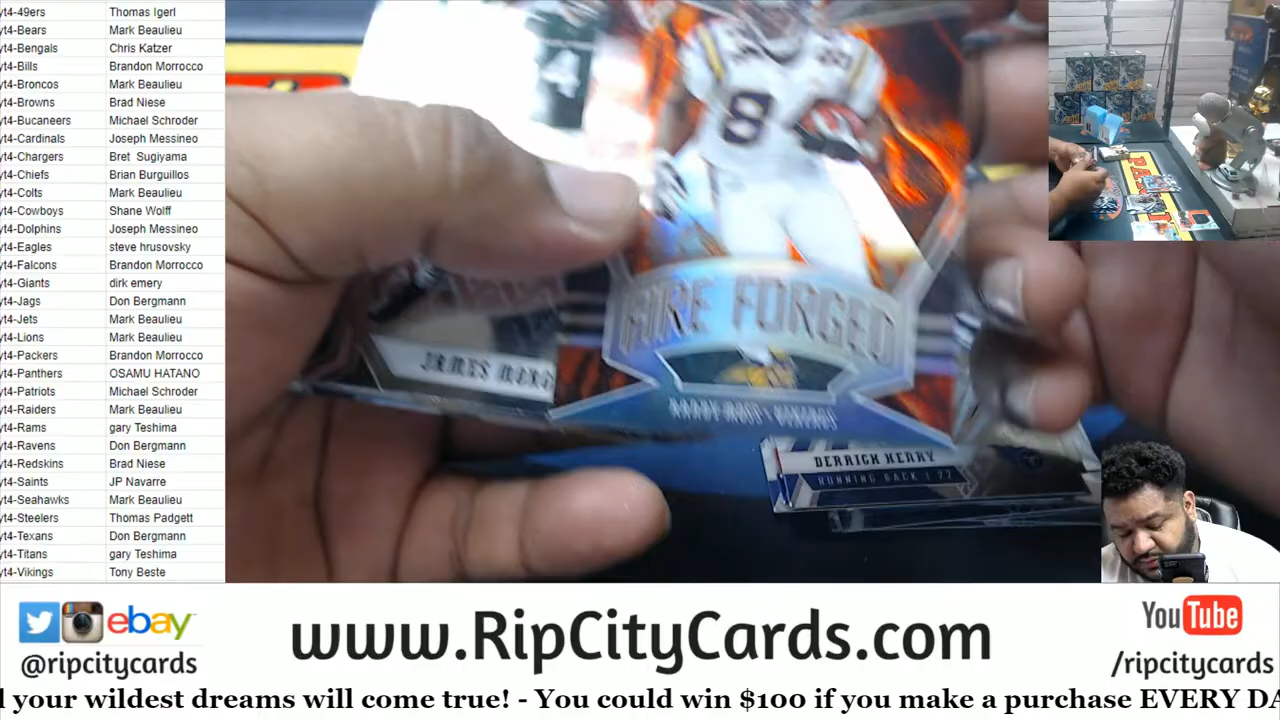 yt4-49ers Thomas Igerl
yt4-Bears Mark Beaulieu
yt4-Bengals Chris Katzer
yt4-Bills Brandon Morrocco
yt4-Broncos Mark Beaulieu
yt4-Browns Brad Niese
yt4-Bucaneers Michael Schroder
yt4-Cardinals Joseph Messineo
yt4-Chargers Bret Sugiyama
yt4-Chiefs Brian Burguillos
yt4-Colts Mark Beaulieu
yt4-Cowboys Shane Wolff
yt4-Dolphins Joseph Messineo
yt4-Eagles steve hrusovsky
yt4-Falcons Brandon Morrocco
yt4-Giants dirk emery
yt4-Jags Don Bergmann
yt4-Jets Mark Beaulieu
yt4-Lions Mark Beaulieu
yt4-Packers Brandon Morrocco
yt4-Panthers OSAMU HATANO
yt4-Patriots Michael Schroder
yt4-Raiders Mark Beaulieu
yt4-Rams gary Teshima
yt4-Ravens Don Bergmann
yt4-Redskins Brad Niese
yt4-Saints JP Navarre
yt4-Seahawks Mark Beaulieu
yt4-Steelers Thomas Padgett
yt4-Texans Don Bergmann
yt4-Titans gary Teshima
yt4-Vikings Tony Beste
4
8
FORGED
JAMES
DERRICK HENRY
RUNNING BACK | 22
ebay
@ripcitycards
www.RipCityCards.com
YouTube
/ripcitycards
your wildest dreams will come true! - You could win $100 if you make a purchase EVERY DA